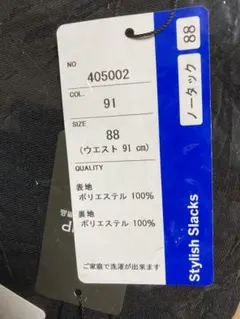 NO
405002
COL.
91
SIZE
88
(ウエスト 91 cm)
QUALITY
表地
ポリエステル 100%
裏地
ポリエステル 100%
ご家庭で洗濯が出来ます
88
ノータック
Stylish Slacks